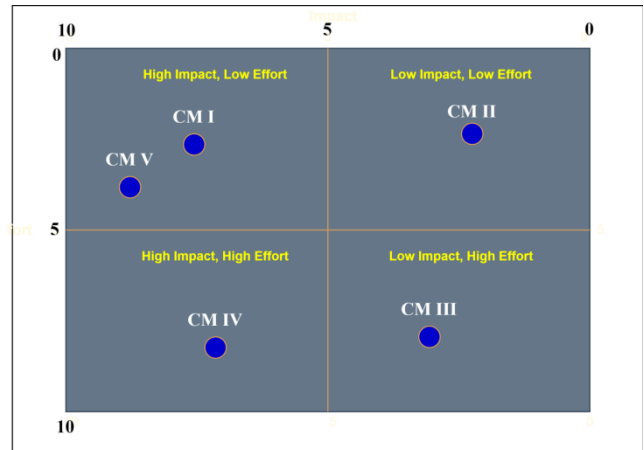 Impact
10 5 0
0
High Impact, Low Effort Low Impact, Low Effort
CM I CM II
CM V
5
High Impact, High Effort Low Impact, High Effort
CM IV CM III
10